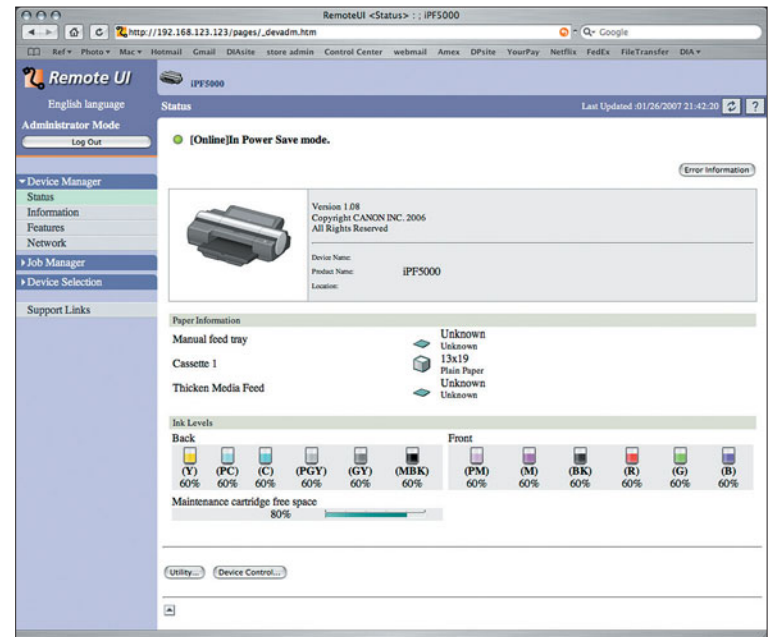 RemoteUI <Status> : ; iPF5000
http://192.168.123.123/pages/_devadm.htm
Google
Ref Photo Mac Hotmail Gmail DIAsite store admin Control Center webmail Amex DPsite YourPay Netflix FedEx FileTransfer DIA
Remote UI
iPF5000
English language
Status
Last Updated :01/26/2007 21:42:20
?
Administrator Mode
Log Out
[Online]In Power Save mode.
Error Information
Device Manager
Status
Information
Features
Network
Job Manager
Device Selection
Support Links
Version 1.08
Copyright CANON INC. 2006
All Rights Reserved
Device Name:
Product Name: iPF5000
Location:
Paper Information
Manual feed tray
Unknown
Unknown
Cassette 1
13x19
Plain Paper
Thicken Media Feed
Unknown
Unknown
Ink Levels
Back Front
(Y) (PC) (C) (PGY) (GY) (MBK) (PM) (M) (BK) (R) (G) (B)
60% 60% 60% 60% 60% 60% 60% 60% 60% 60% 60% 60%
Maintenance cartridge free space
80%
Utility... Device Control...